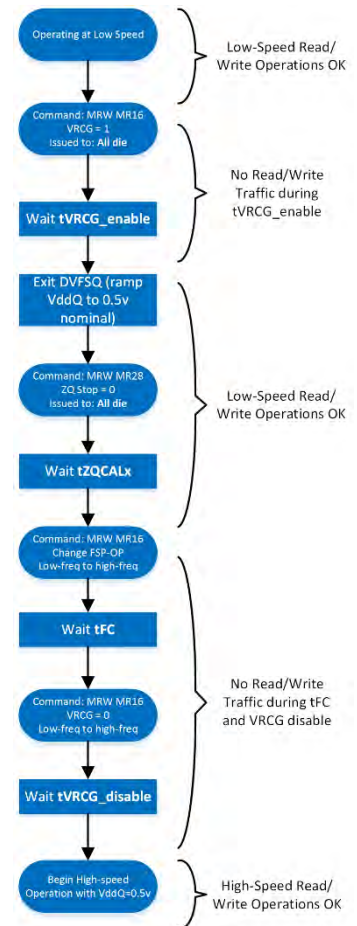 Operating at Low Speed
Low-Speed Read/
Write Operations OK
Command: MRW MR16
VRCG = 1
Issued to: All die
Wait tVRCG_enable
No Read/Write
Traffic during
tVRCG_enable
Exit DVFSQ (ramp
VddQ to 0.5v
nominal)
Command: MRW MR28
ZQ Stop = 0
Issued to: All die
Wait tZQCALx
Low-Speed Read/
Write Operations OK
Command: MRW MR16
Change FSP-OP
Low-freq to high-freq
Wait tFC
Command: MRW MR16
VRCG = 0
Low-freq to high-freq
Wait tVRCG_disable
No Read/Write
Traffic during tFC
and VRCG disable
Begin High-speed
Operation with VddQ=0.5v
High-Speed Read/
Write Operations OK